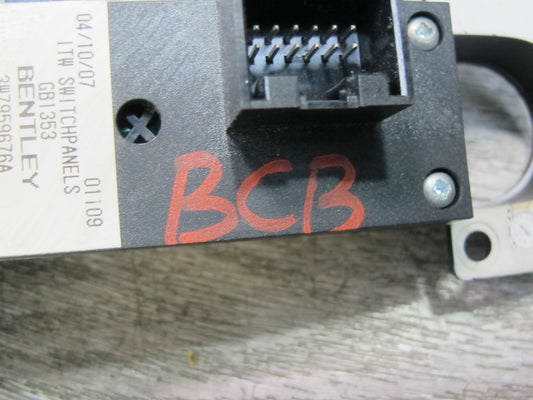 04/10/07 01109
ITW SWITCHPANELS
GB1353
BENTLEY
3W7959676A
BCB